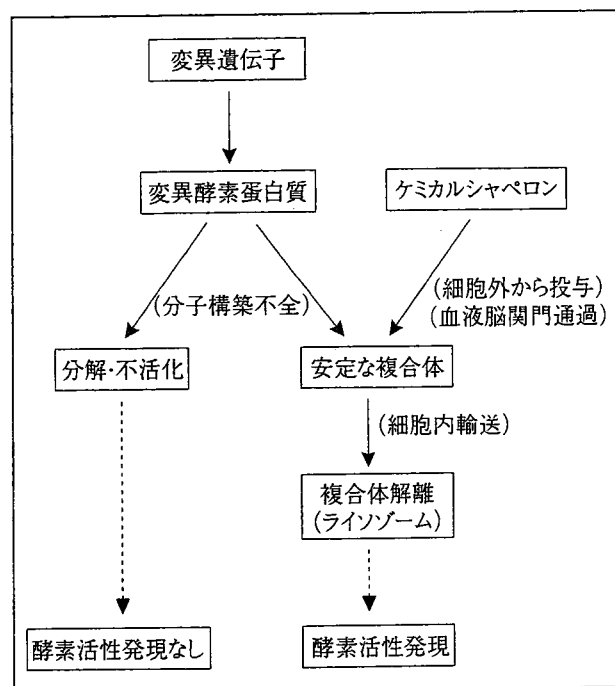 変異遺伝子
変異酵素蛋白質
ケミカルシャペロン
(分子構築不全)
(細胞外から投与)
(血液脳関門通過)
分解・不活化
安定な複合体
(細胞内輸送)
複合体解離
(ライソゾーム)
酵素活性発現なし
酵素活性発現